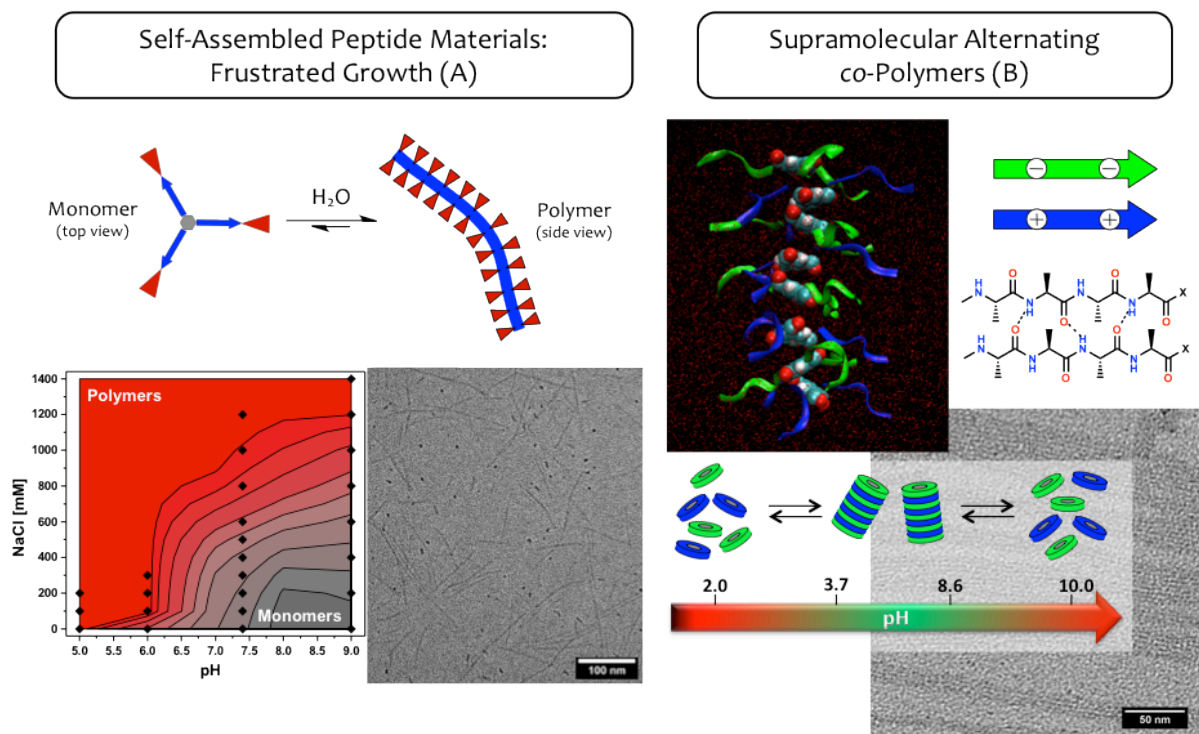 Self-Assembled Peptide Materials:
Frustrated Growth (A)
Supramolecular Alternating
co-Polymers (B)
Monomer
(top view)
H₂O
Polymer
(side view)
− −
+ +
H
N
O
N
H
O
H
N
O
N
H
O
X
H
N
O
N
H
O
H
N
O
N
H
O
X
Polymers
Monomers
NaCl [mM]
1400
1200
1000
800
600
400
200
0
5.0 5.5 6.0 6.5 7.0 7.5 8.0 8.5 9.0
pH
100 nm
2.0 3.7 8.6 10.0
pH
50 nm